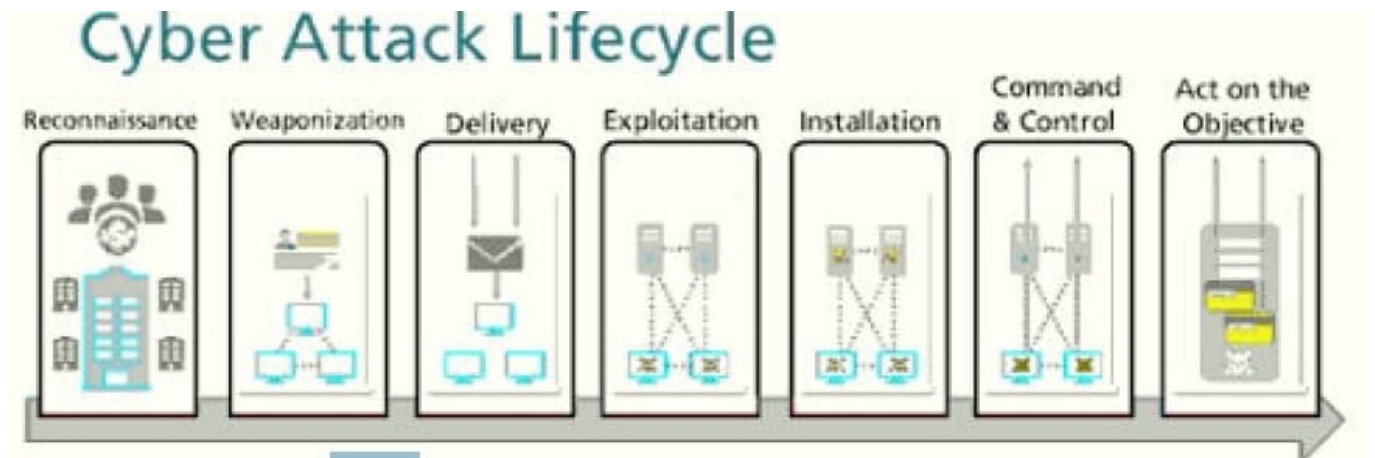 Cyber Attack Lifecycle
Reconnaissance
Weaponization
Delivery
Exploitation
Installation
Command
& Control
Act on the
Objective